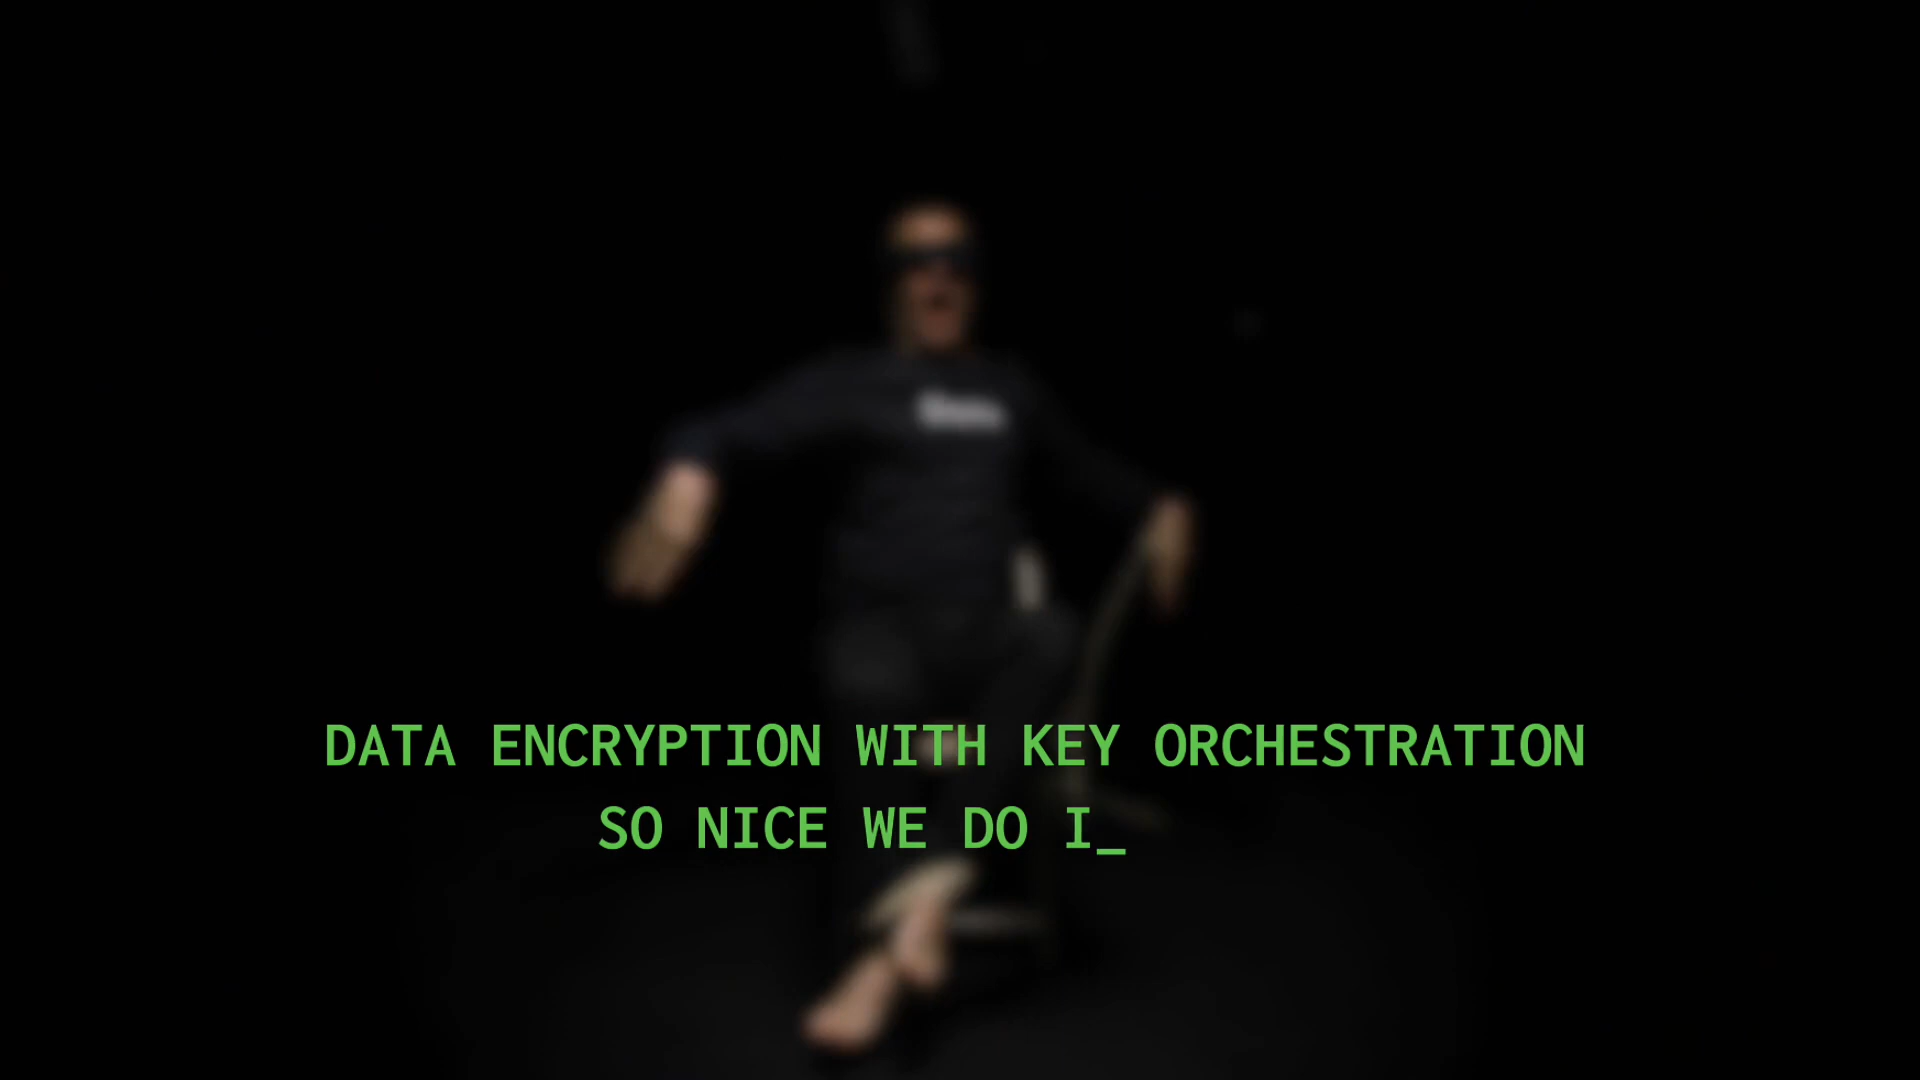 DATA ENCRYPTION WITH KEY ORCHESTRATION
SO NICE WE DO I_